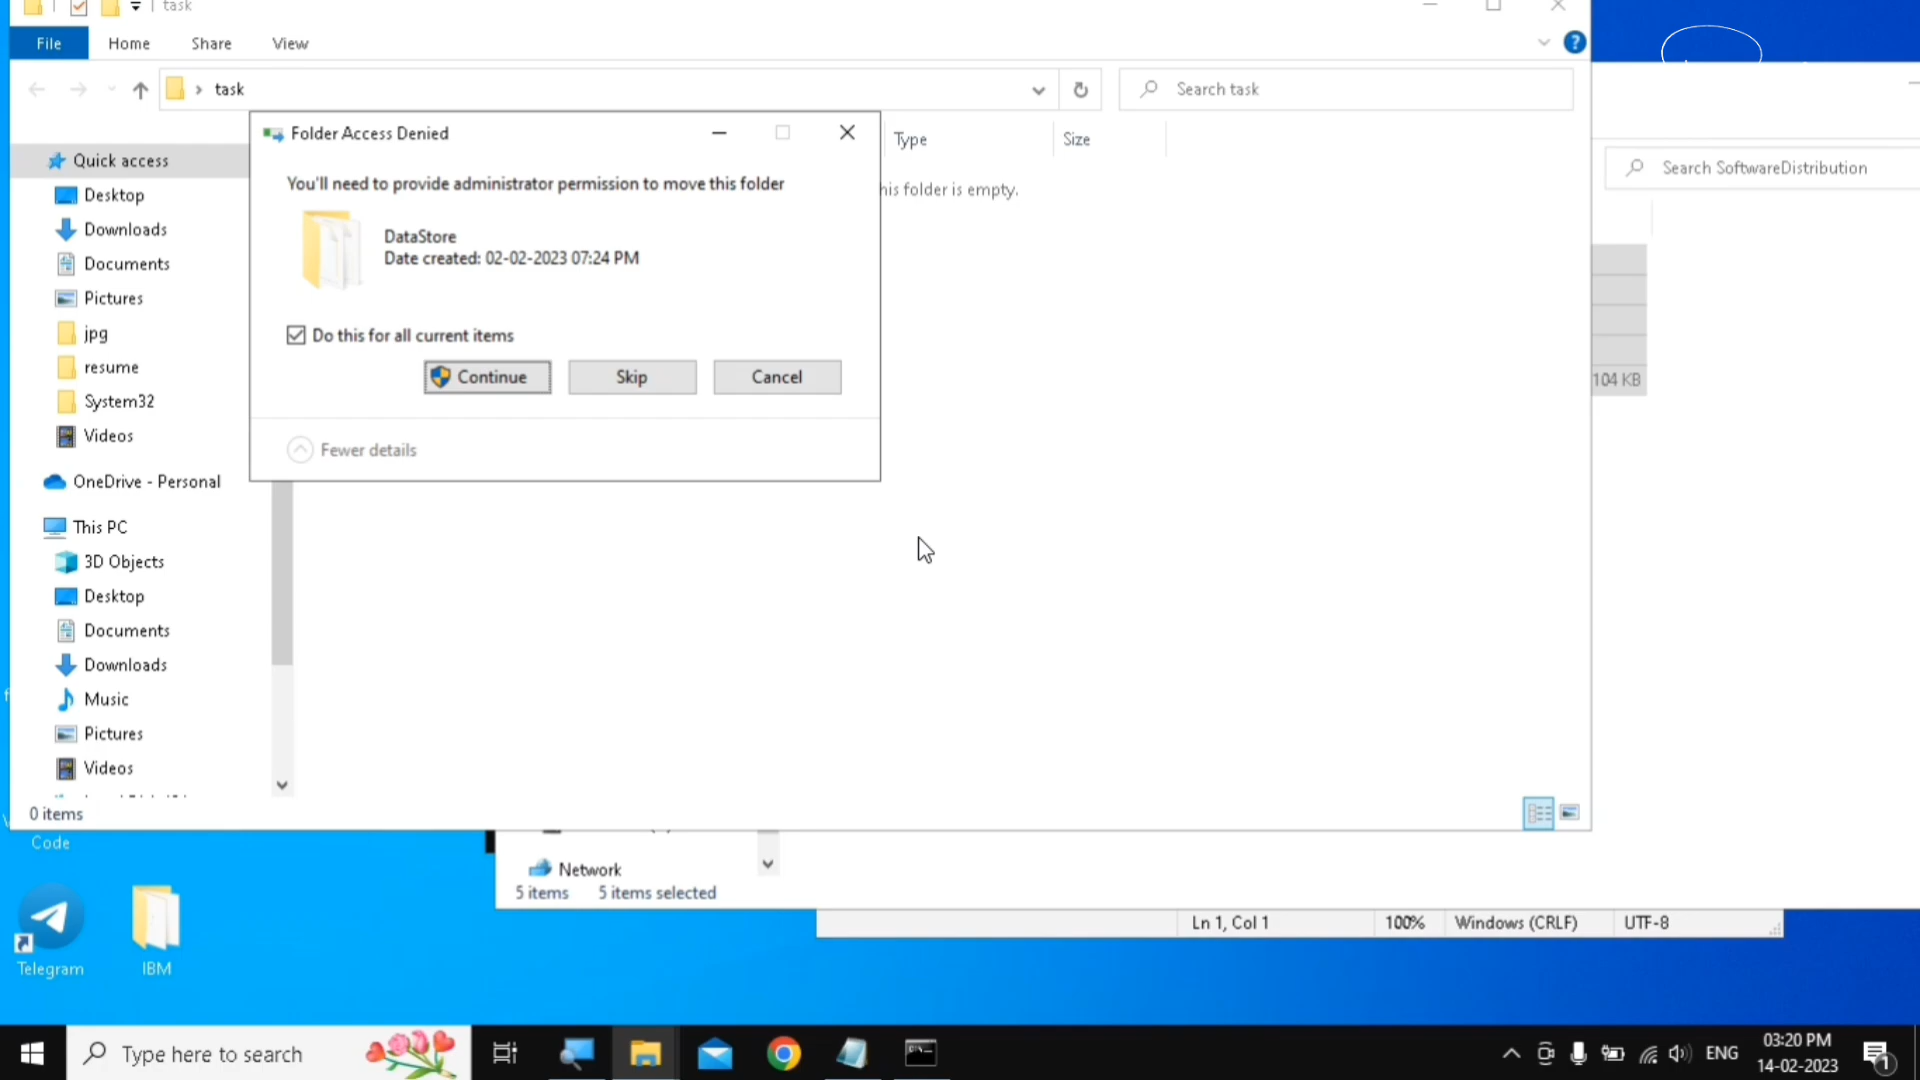 task
File Home Share View
task
Search task
Folder Access Denied
You'll need to provide administrator permission to move this folder
DataStore
Date created: 02-02-2023 07:24 PM
Do this for all current items
Continue Skip Cancel
Fewer details
Type Size
his folder is empty.
Search SoftwareDistribution
104 KB
Quick access
Desktop
Downloads
Documents
Pictures
jpg
resume
System32
Videos
OneDrive - Personal
This PC
3D Objects
Desktop
Documents
Downloads
Music
Pictures
Videos
0 items
Code
Network
5 items 5 items selected
Ln 1, Col 1 100% Windows (CRLF) UTF-8
Telegram IBM
Type here to search
ENG
03:20 PM
14-02-2023
1